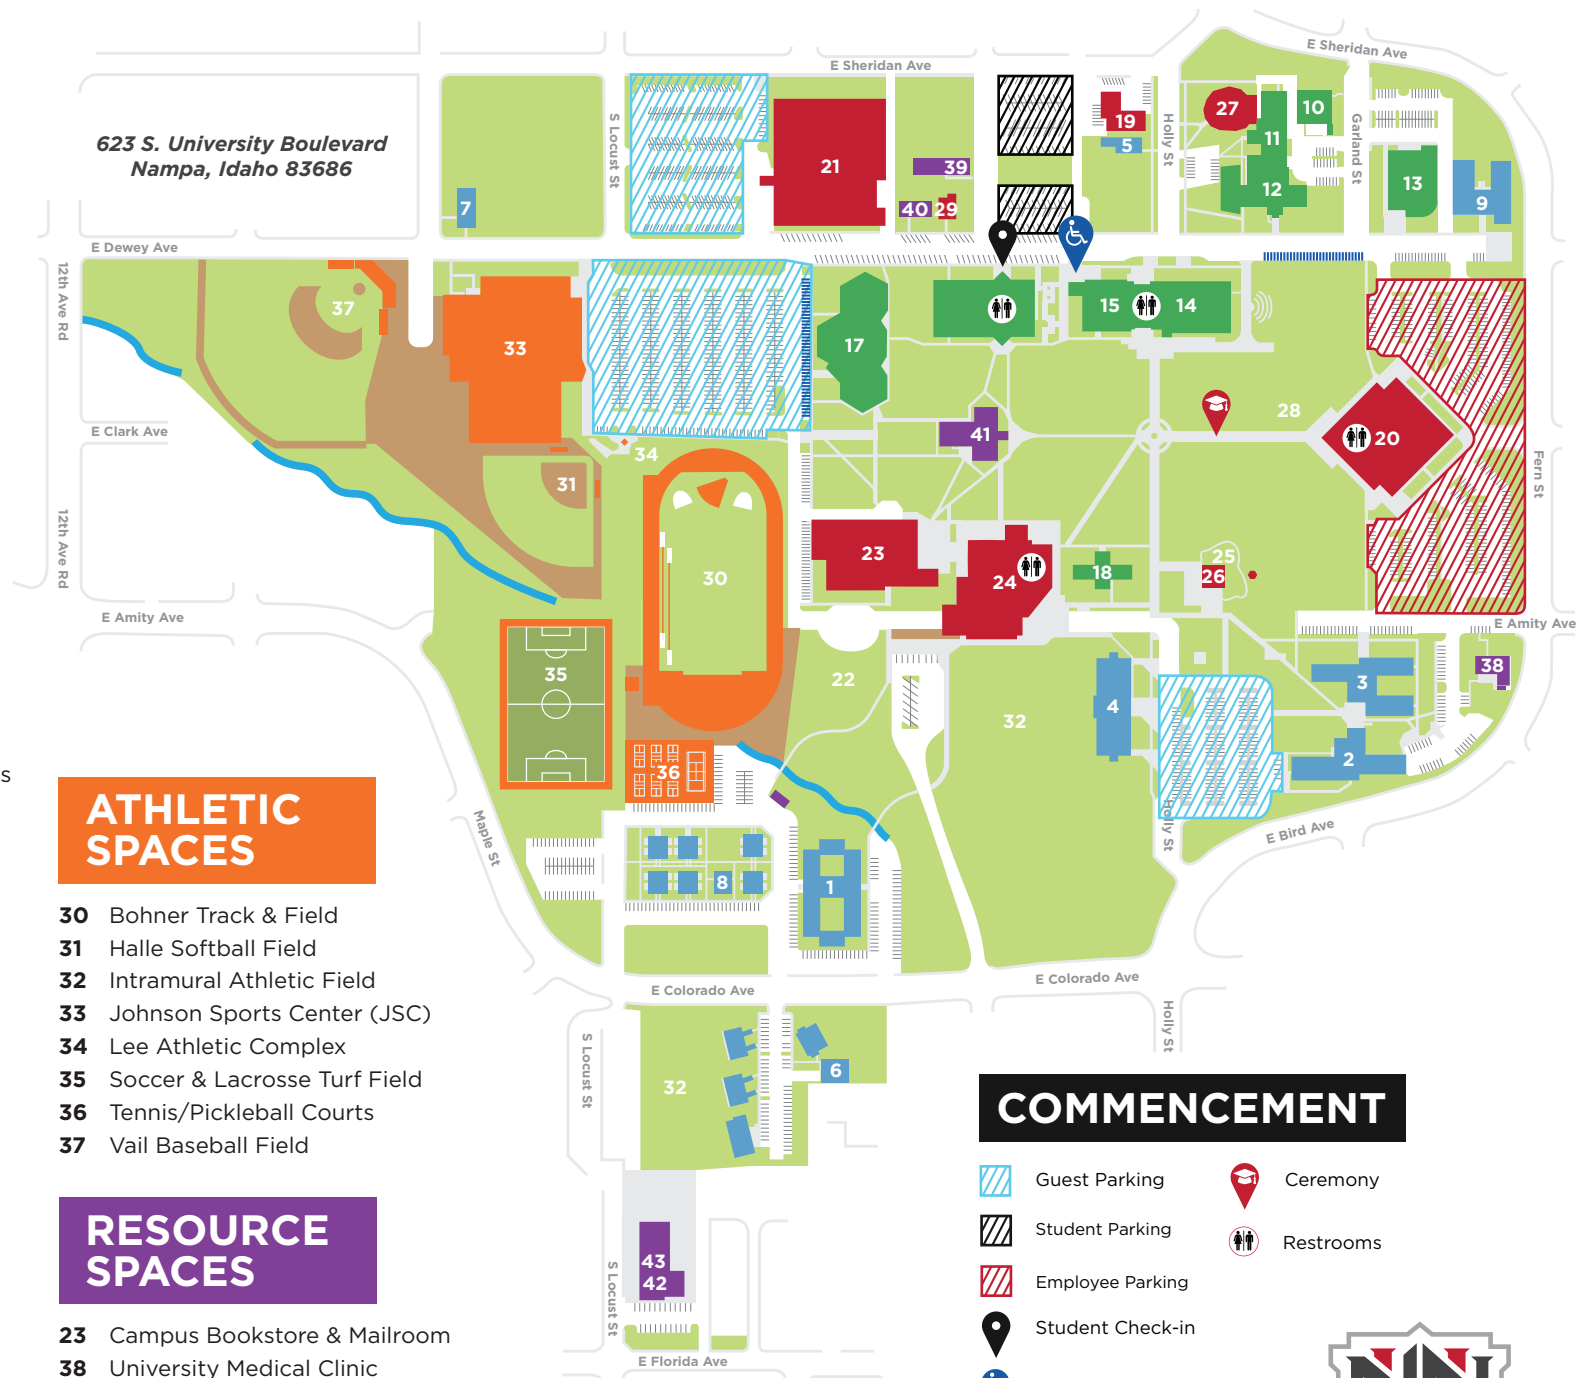 E Sheridan Ave
E Sheridan Ave
623 S. University Boulevard
Nampa, Idaho 83686
S Locust St
Holly St
Garland St
27
10
11
19
5
21
39
12
13
9
7
40
29
E Dewey Ave
12th Ave Rd
37
33
17
15
14
28
20
E Clark Ave
41
34
31
Fern St
12th Ave Rd
30
23
24
18
25
26
E Amity Ave
E Amity Ave
35
22
32
4
3
38
2
36
s
Maple St
Holly St
E Bird Ave
8
1
E Colorado Ave
E Colorado Ave
Holly St
S Locust St
32
6
43
42
S Locust St
E Florida Ave
ATHLETIC
SPACES
30 Bohner Track & Field
31 Halle Softball Field
32 Intramural Athletic Field
33 Johnson Sports Center (JSC)
34 Lee Athletic Complex
35 Soccer & Lacrosse Turf Field
36 Tennis/Pickleball Courts
37 Vail Baseball Field
RESOURCE
SPACES
23 Campus Bookstore & Mailroom
38 University Medical Clinic
COMMENCEMENT
Guest Parking
Student Parking
Employee Parking
Student Check-in
Ceremony
Restrooms